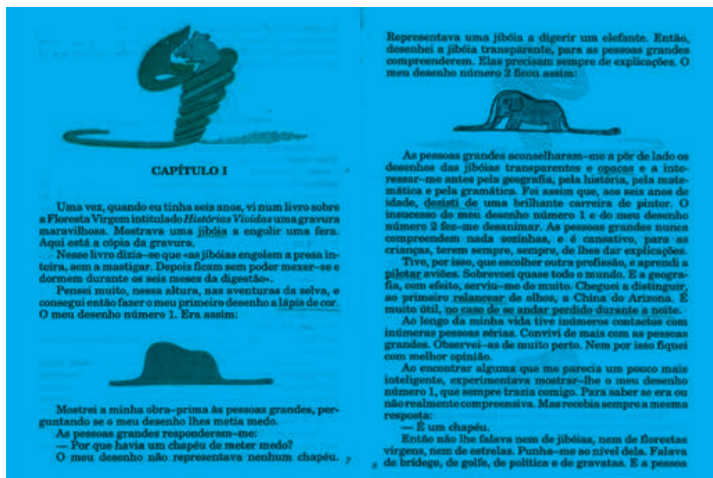 CAPÍTULO I
Uma vez, quando eu tinha seis anos, vi num livro sobre
a Floresta Virgem intitulado Histórias Vividas uma gravura
maravilhosa. Mostrava uma jibóia a engolir uma fera.
Aqui está a cópia da gravura.
Nesse livro dizia-se que «as jibóias engolem a presa in-
teira, sem a mastigar. Depois ficam sem poder mexer-se e
dormem durante os seis meses da digestão».
Pensei muito, nessa altura, nas aventuras da selva, e
consegui então fazer o meu primeiro desenho a lápis de cor.
O meu desenho número 1. Era assim:
Mostrei a minha obra-prima às pessoas grandes, per-
guntando se o meu desenho lhes metia medo.
As pessoas grandes responderam-me:
— Por que havia um chapéu de meter medo?
O meu desenho não representava nenhum chapéu.
7
Representava uma jibóia a digerir um elefante. Então,
desenhei a jibóia transparente, para as pessoas grandes
compreenderem. Elas precisam sempre de explicações. O
meu desenho número 2 ficou assim:
As pessoas grandes aconselharam-me a pôr de lado os
desenhos das jibóias transparentes e opacas e a inte-
ressar-me antes pela geografia, pela história, pela mate-
mática e pela gramática. Foi assim que, aos seis anos de
idade, desisti de uma brilhante carreira de pintor. O
insucesso do meu desenho número 1 e do meu desenho
número 2 fez-me desanimar. As pessoas grandes nunca
compreendem nada sozinhas, e é cansativo, para as
crianças, terem sempre, sempre, de lhes dar explicações.
Tive, por isso, que escolher outra profissão, e aprendi a
pilotar aviões. Sobrevoei quase todo o mundo. E a geogra-
fia, com efeito, serviu-me de muito. Cheguei a distinguir,
ao primeiro relancear de olhos, a China do Arizona. É
muito útil, no caso de se andar perdido durante a noite.
Ao longo da minha vida tive inúmeros contactos com
inúmeras pessoas sérias. Convivi de mais com as pessoas
grandes. Observei-as de muito perto. Nem por isso fiquei
com melhor opinião.
Ao encontrar alguma que me parecia um pouco mais
inteligente, experimentava mostrar-lhe o meu desenho
número 1, que sempre trazia comigo. Para saber se era ou
não realmente compreensiva. Mas recebia sempre a mesma
resposta:
— É um chapéu.
Então não lhe falava nem de jibóias, nem de florestas
virgens, nem de estrelas. Punha-me ao nível dela. Falava
de bridege, de golfe, de política e de gravatas. E a pessoa
8